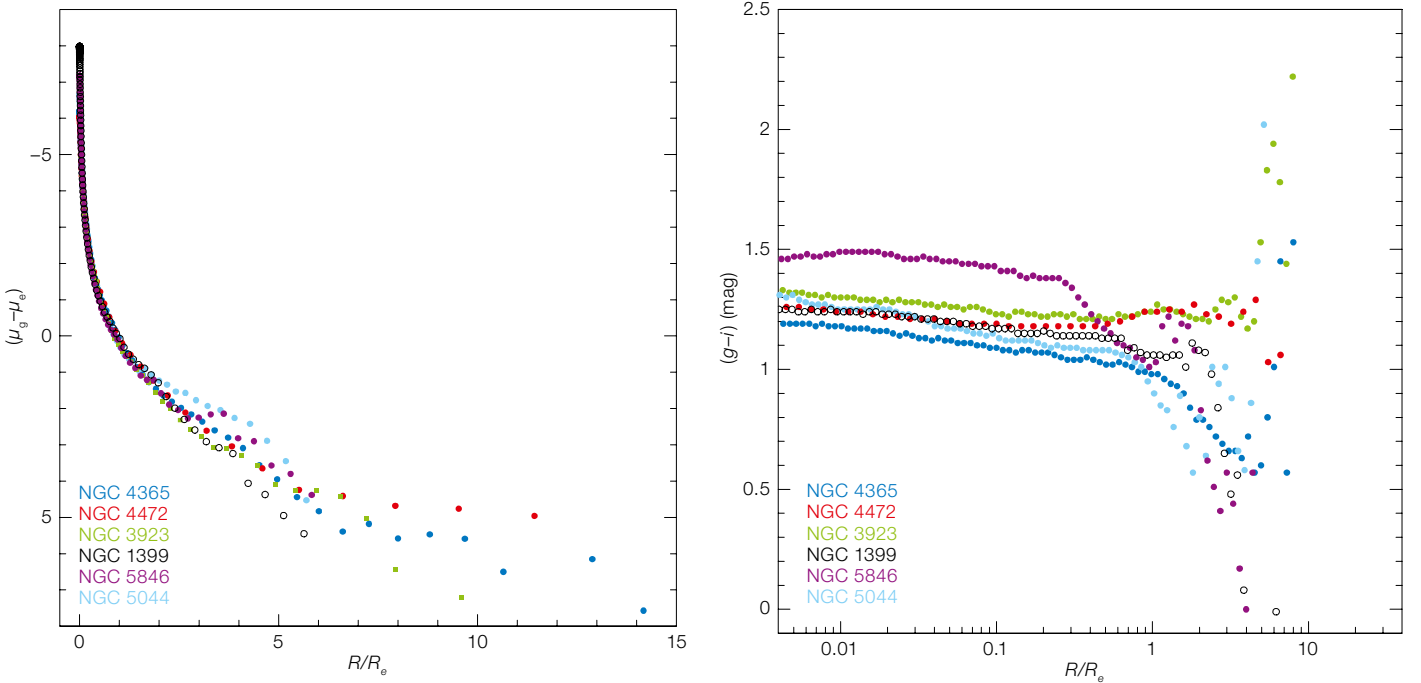 −5
0
5
(μg−μe)
NGC 4365
NGC 4472
NGC 3923
NGC 1399
NGC 5846
NGC 5044
0 5 10 15
R/Re
2.5
2
1.5
1
0.5
0
(g−i) (mag)
NGC 4365
NGC 4472
NGC 3923
NGC 1399
NGC 5846
NGC 5044
0.01 0.1 1 10
R/Re